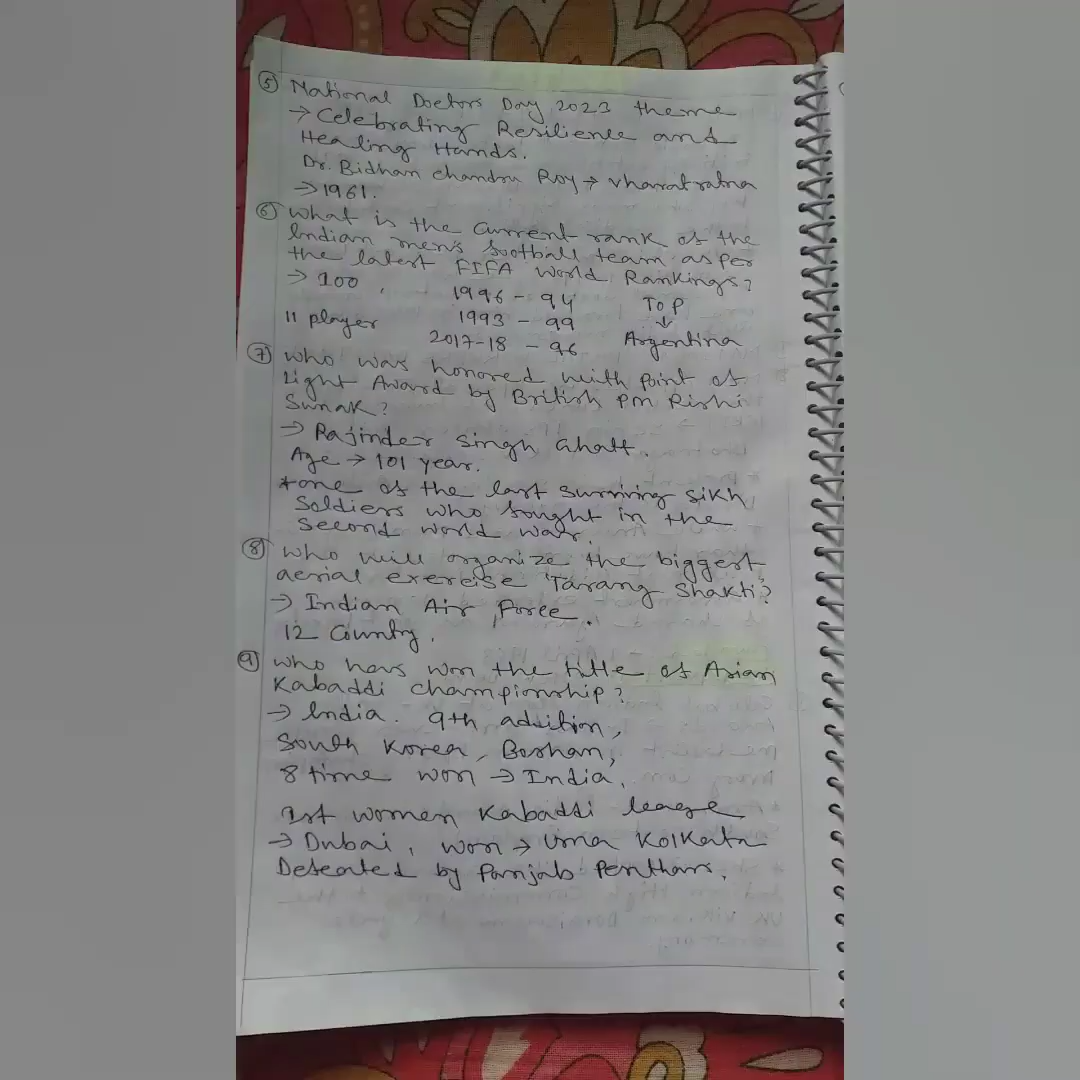 ⑤ National Doctors Day 2023 theme
→ Celebrating Resilience and
Healing Hands.
Dr. Bidhan Chandra Roy → vharat ratna
→ 1961.
⑥ What is the current rank of the
Indian men's football team as per
the latest FIFA World Rankings?
→ 100, 1996 - 94 TOP
↓
11 player 1993 - 99
2017-18 - 96 Argentina
⑦ Who was honored with Point of
Light Award by British PM Rishi
Sunak?
→ Rajinder Singh Ghatt.
Age → 101 year.
*one of the last surviving Sikh
Soldiers who fought in the
Second World War.
⑧ Who will organize the biggest
aerial exercise 'Tarang Shakti?
→ Indian Air Force.
12 County.
⑨ Who has won the title of Asian
Kabaddi championship?
→ India. 9th addition,
South Korea, Boshan,
8 time won → India,
1st women Kabaddi leage
→ Dubai, won → Uma Kolkata
Defeated by Panjab Penthars.